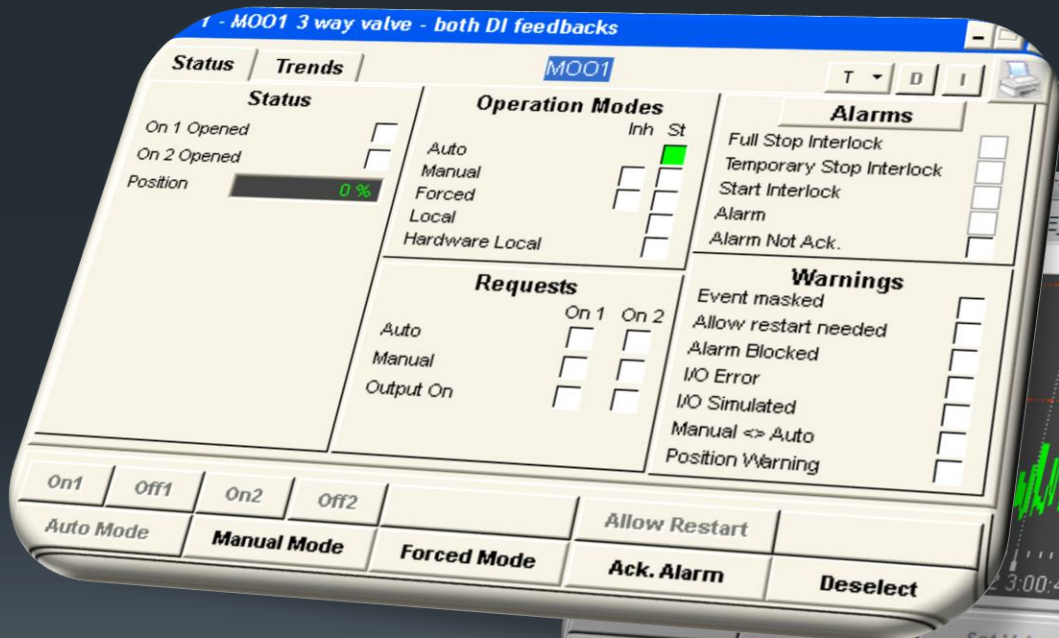 1 - MOO1 3 way valve - both DI feedbacks
Status Trends MOO1 T D I
Status
On 1 Opened
On 2 Opened
Position 0 %
Operation Modes
Inh St
Auto
Manual
Forced
Local
Hardware Local
Requests
On 1 On 2
Auto
Manual
Output On
Alarms
Full Stop Interlock
Temporary Stop Interlock
Start Interlock
Alarm
Alarm Not Ack.
Warnings
Event masked
Allow restart needed
Alarm Blocked
I/O Error
I/O Simulated
Manual <> Auto
Position Warning
On1 Off1 On2 Off2 Allow Restart
Auto Mode Manual Mode Forced Mode Ack. Alarm Deselect
3:00:4